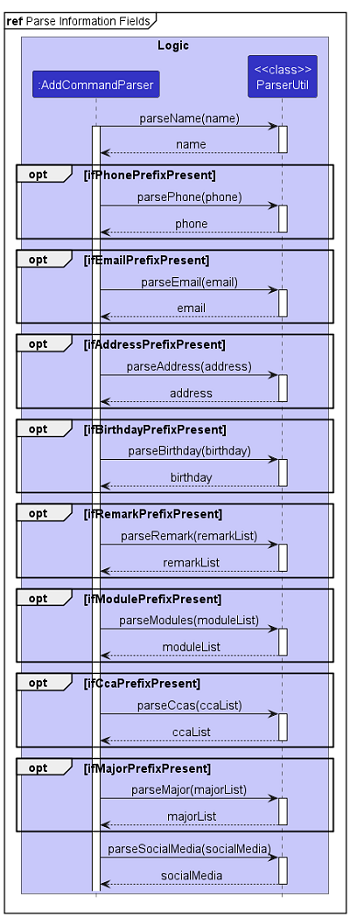 ref Parse Information Fields
Logic
:AddCommandParser
<<class>>
ParserUtil
parseName(name)
name
opt [ifPhonePrefixPresent]
parsePhone(phone)
phone
opt [ifEmailPrefixPresent]
parseEmail(email)
email
opt [ifAddressPrefixPresent]
parseAddress(address)
address
opt [ifBirthdayPrefixPresent]
parseBirthday(birthday)
birthday
opt [ifRemarkPrefixPresent]
parseRemark(remarkList)
remarkList
opt [ifModulePrefixPresent]
parseModules(moduleList)
moduleList
opt [ifCcaPrefixPresent]
parseCcas(ccaList)
ccaList
opt [ifMajorPrefixPresent]
parseMajor(majorList)
majorList
parseSocialMedia(socialMedia)
socialMedia